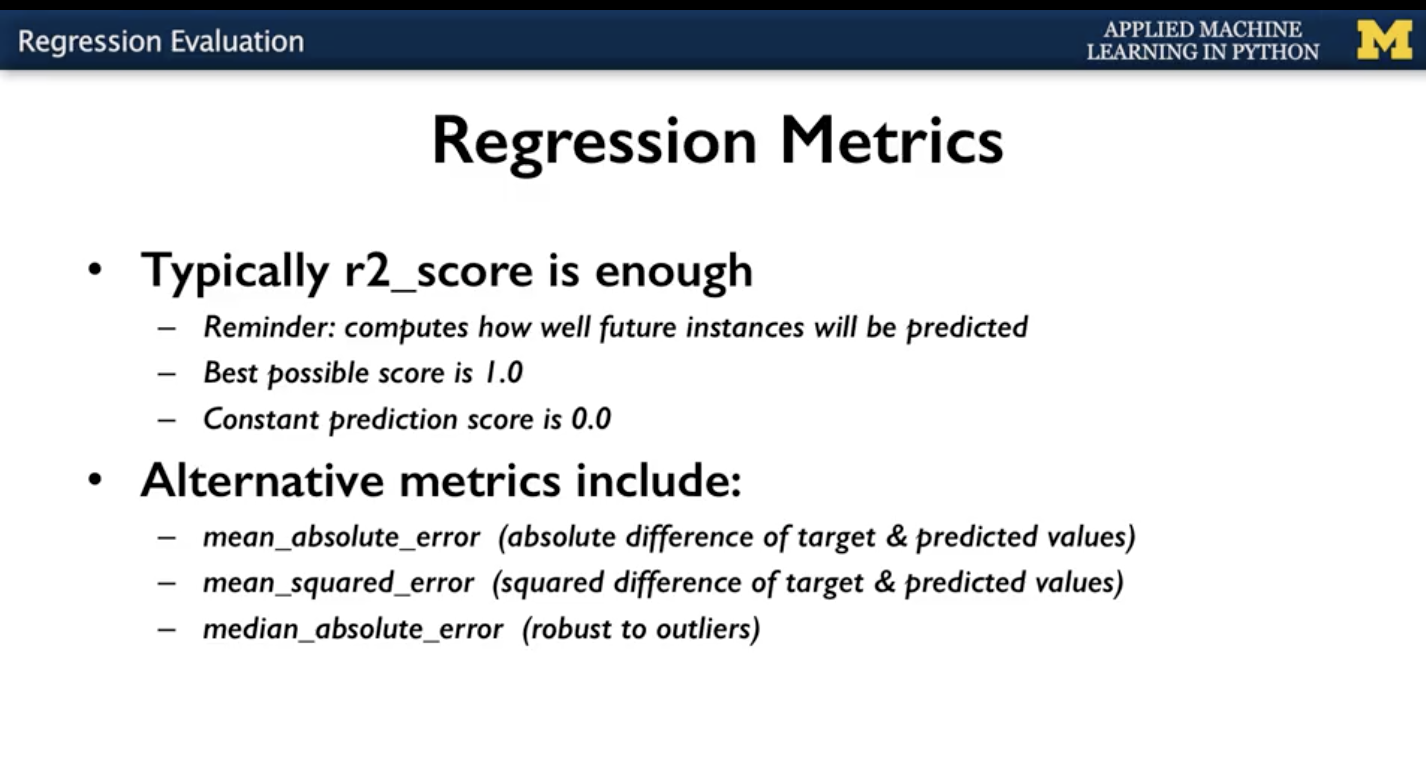 Regression Evaluation
APPLIED MACHINE
LEARNING IN PYTHON
M
Regression Metrics
• Typically r2_score is enough
– Reminder: computes how well future instances will be predicted
– Best possible score is 1.0
– Constant prediction score is 0.0
• Alternative metrics include:
– mean_absolute_error (absolute difference of target & predicted values)
– mean_squared_error (squared difference of target & predicted values)
– median_absolute_error (robust to outliers)